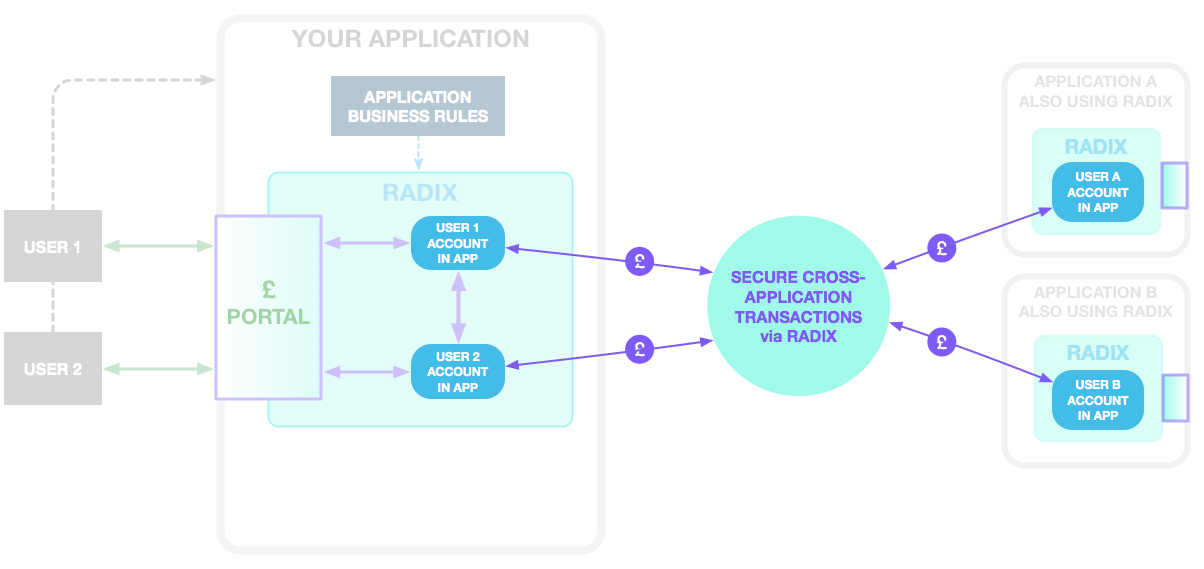 YOUR APPLICATION
APPLICATION
BUSINESS RULES
RADIX
USER 1
USER 2
£
PORTAL
USER 1
ACCOUNT
IN APP
USER 2
ACCOUNT
IN APP
£
£
SECURE CROSS-
APPLICATION
TRANSACTIONS
via RADIX
£
£
APPLICATION A
ALSO USING RADIX
RADIX
USER A
ACCOUNT
IN APP
APPLICATION B
ALSO USING RADIX
RADIX
USER B
ACCOUNT
IN APP